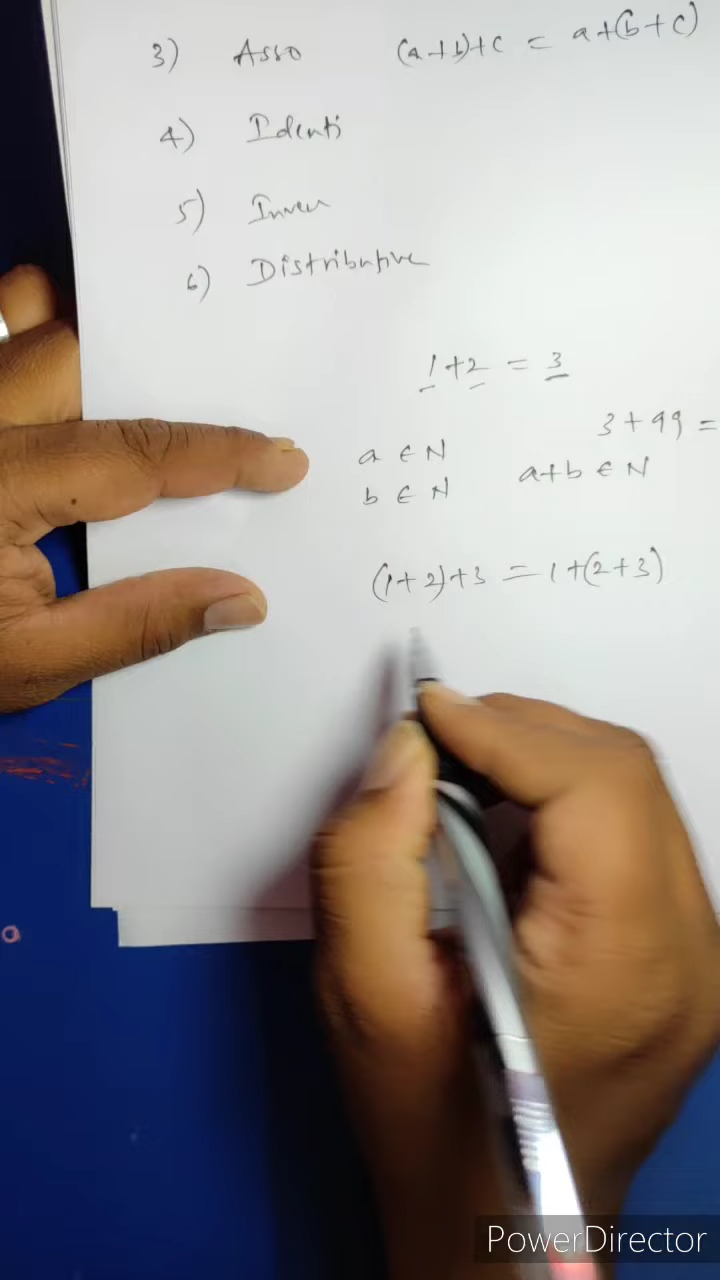 3) Asso (a+b)+c = a+(b+c)
4) Identi
5) Inver
6) Distributive
1+2 = 3
3+99 =
a ∈ N
a+b ∈ N
b ∈ N
(1+2)+3 = 1+(2+3)
PowerDirector